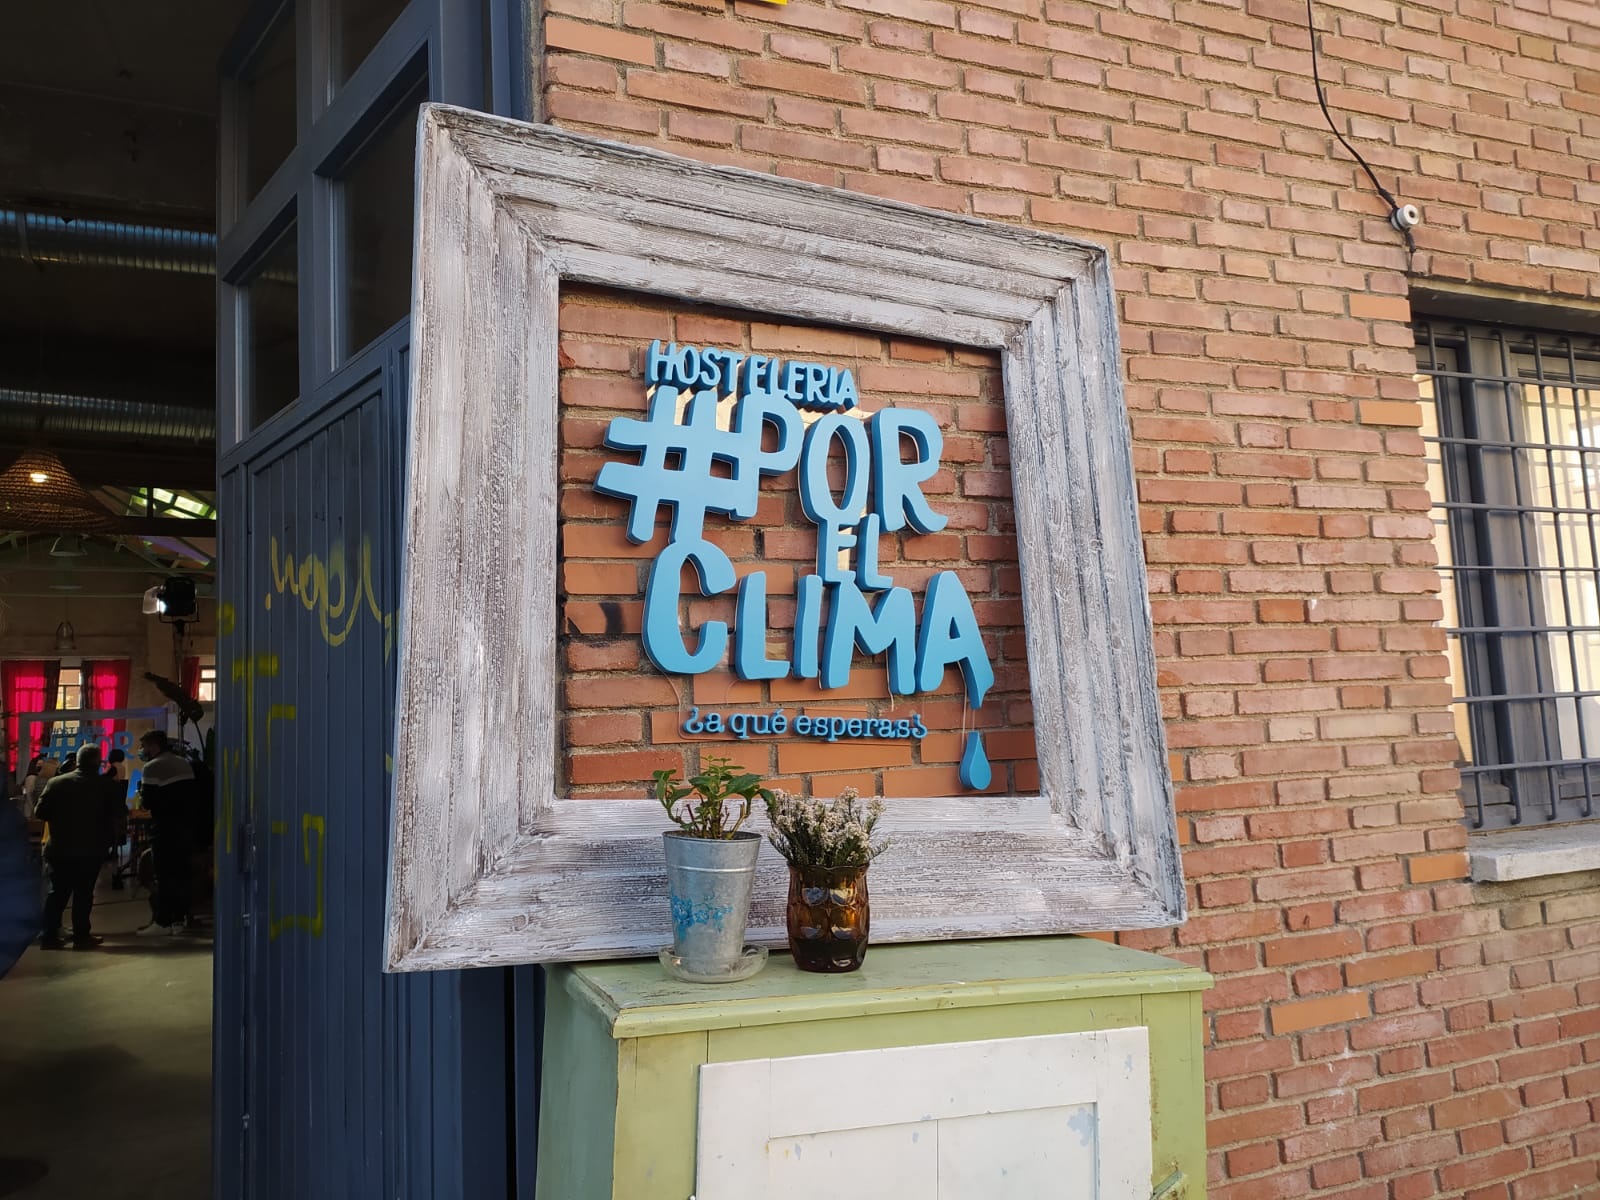 HOSTELERIA
#POR
EL
CLIMA
¿a qué esperas¿